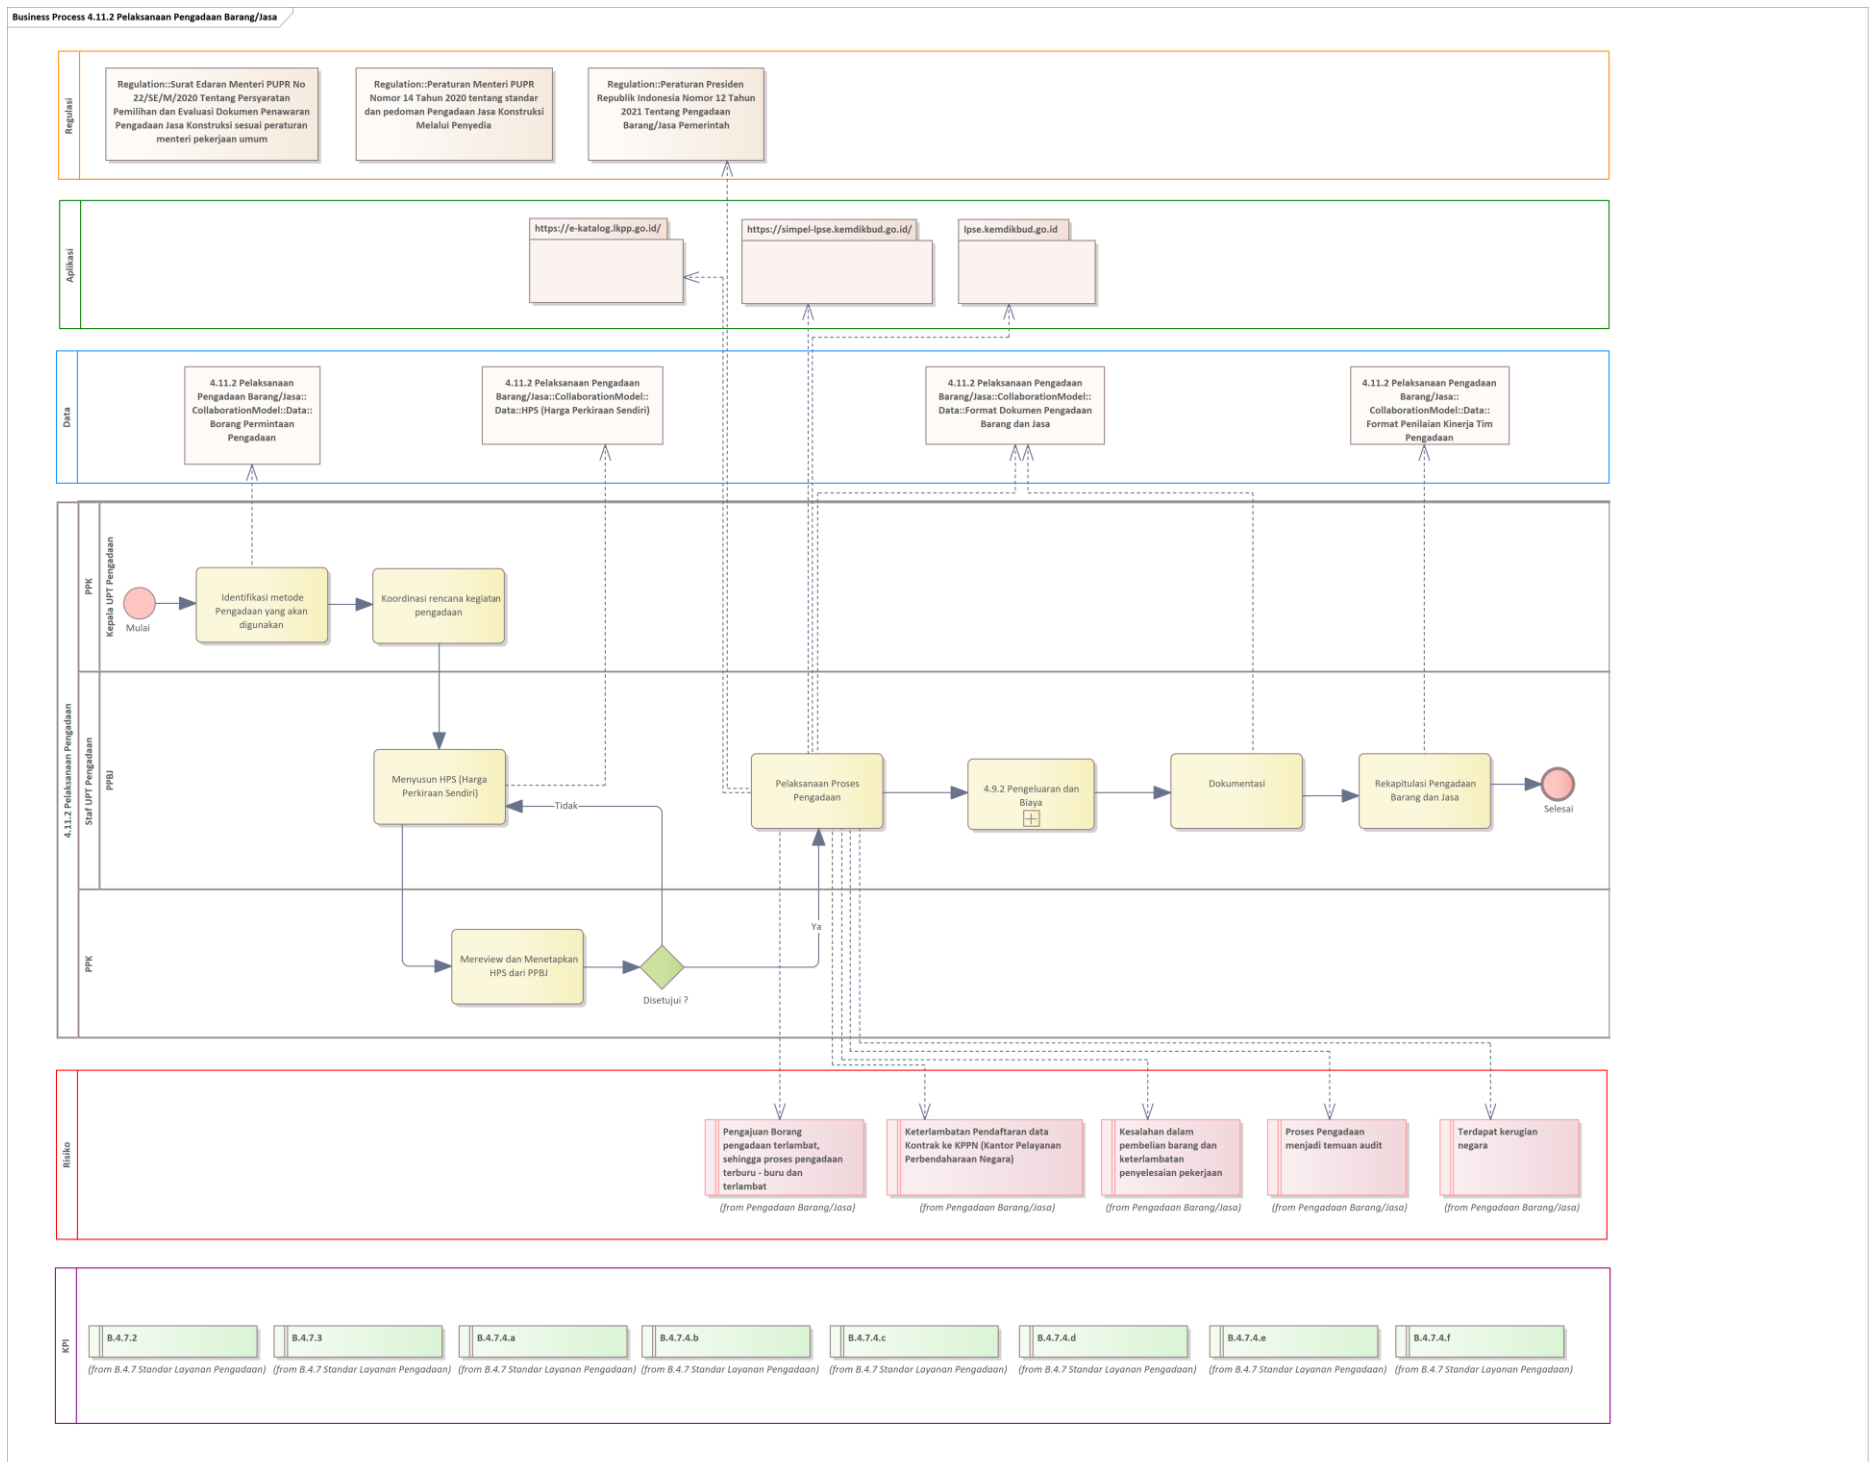 Business Process 4.11.2 Pelaksanaan Pengadaan Barang/Jasa
Regulasi
Regulation::Surat Edaran Menteri PUPR No
22/SE/M/2020 Tentang Persyaratan
Pemilihan dan Evaluasi Dokumen Penawaran
Pengadaan Jasa Konstruksi sesuai peraturan
menteri pekerjaan umum
Regulation::Peraturan Menteri PUPR
Nomor 14 Tahun 2020 tentang standar
dan pedoman Pengadaan Jasa Konstruksi
Melalui Penyedia
Regulation::Peraturan Presiden
Republik Indonesia Nomor 12 Tahun
2021 Tentang Pengadaan
Barang/Jasa Pemerintah
Aplikasi
https://e-katalog.lkpp.go.id/
https://simpel-lpse.kemdikbud.go.id/
lpse.kemdikbud.go.id
Data
4.11.2 Pelaksanaan
Pengadaan Barang/Jasa::
CollaborationModel::Data::
Borang Permintaan
Pengadaan
4.11.2 Pelaksanaan Pengadaan
Barang/Jasa::CollaborationModel::
Data::HPS (Harga Perkiraan Sendiri)
4.11.2 Pelaksanaan Pengadaan
Barang/Jasa::CollaborationModel::
Data::Format Dokumen Pengadaan
Barang dan Jasa
4.11.2 Pelaksanaan Pengadaan
Barang/Jasa::
CollaborationModel::Data::
Format Penilaian Kinerja Tim
Pengadaan
4.11.2 Pelaksanaan Pengadaan
PPK
Kepala UPT Pengadaan
Mulai
Identifikasi metode
Pengadaan yang akan
digunakan
Koordinasi rencana kegiatan
pengadaan
Staf UPT Pengadaan
PPBJ
Menyusun HPS (Harga
Perkiraan Sendiri)
Tidak
Pelaksanaan Proses
Pengadaan
4.9.2 Pengeluaran dan
Biaya
Dokumentasi
Rekapitulasi Pengadaan
Barang dan Jasa
Selesai
PPK
Mereview dan Menetapkan
HPS dari PPBJ
Disetujui ?
Ya
Risiko
Pengajuan Borang
pengadaan terlambat,
sehingga proses pengadaan
terburu - buru dan
terlambat
(from Pengadaan Barang/Jasa)
Keterlambatan Pendaftaran data
Kontrak ke KPPN (Kantor Pelayanan
Perbendaharaan Negara)
(from Pengadaan Barang/Jasa)
Kesalahan dalam
pembelian barang dan
keterlambatan
penyelesaian pekerjaan
(from Pengadaan Barang/Jasa)
Proses Pengadaan
menjadi temuan audit
(from Pengadaan Barang/Jasa)
Terdapat kerugian
negara
(from Pengadaan Barang/Jasa)
KPI
B.4.7.2
(from B.4.7 Standar Layanan Pengadaan)
B.4.7.3
(from B.4.7 Standar Layanan Pengadaan)
B.4.7.4.a
(from B.4.7 Standar Layanan Pengadaan)
B.4.7.4.b
(from B.4.7 Standar Layanan Pengadaan)
B.4.7.4.c
(from B.4.7 Standar Layanan Pengadaan)
B.4.7.4.d
(from B.4.7 Standar Layanan Pengadaan)
B.4.7.4.e
(from B.4.7 Standar Layanan Pengadaan)
B.4.7.4.f
(from B.4.7 Standar Layanan Pengadaan)